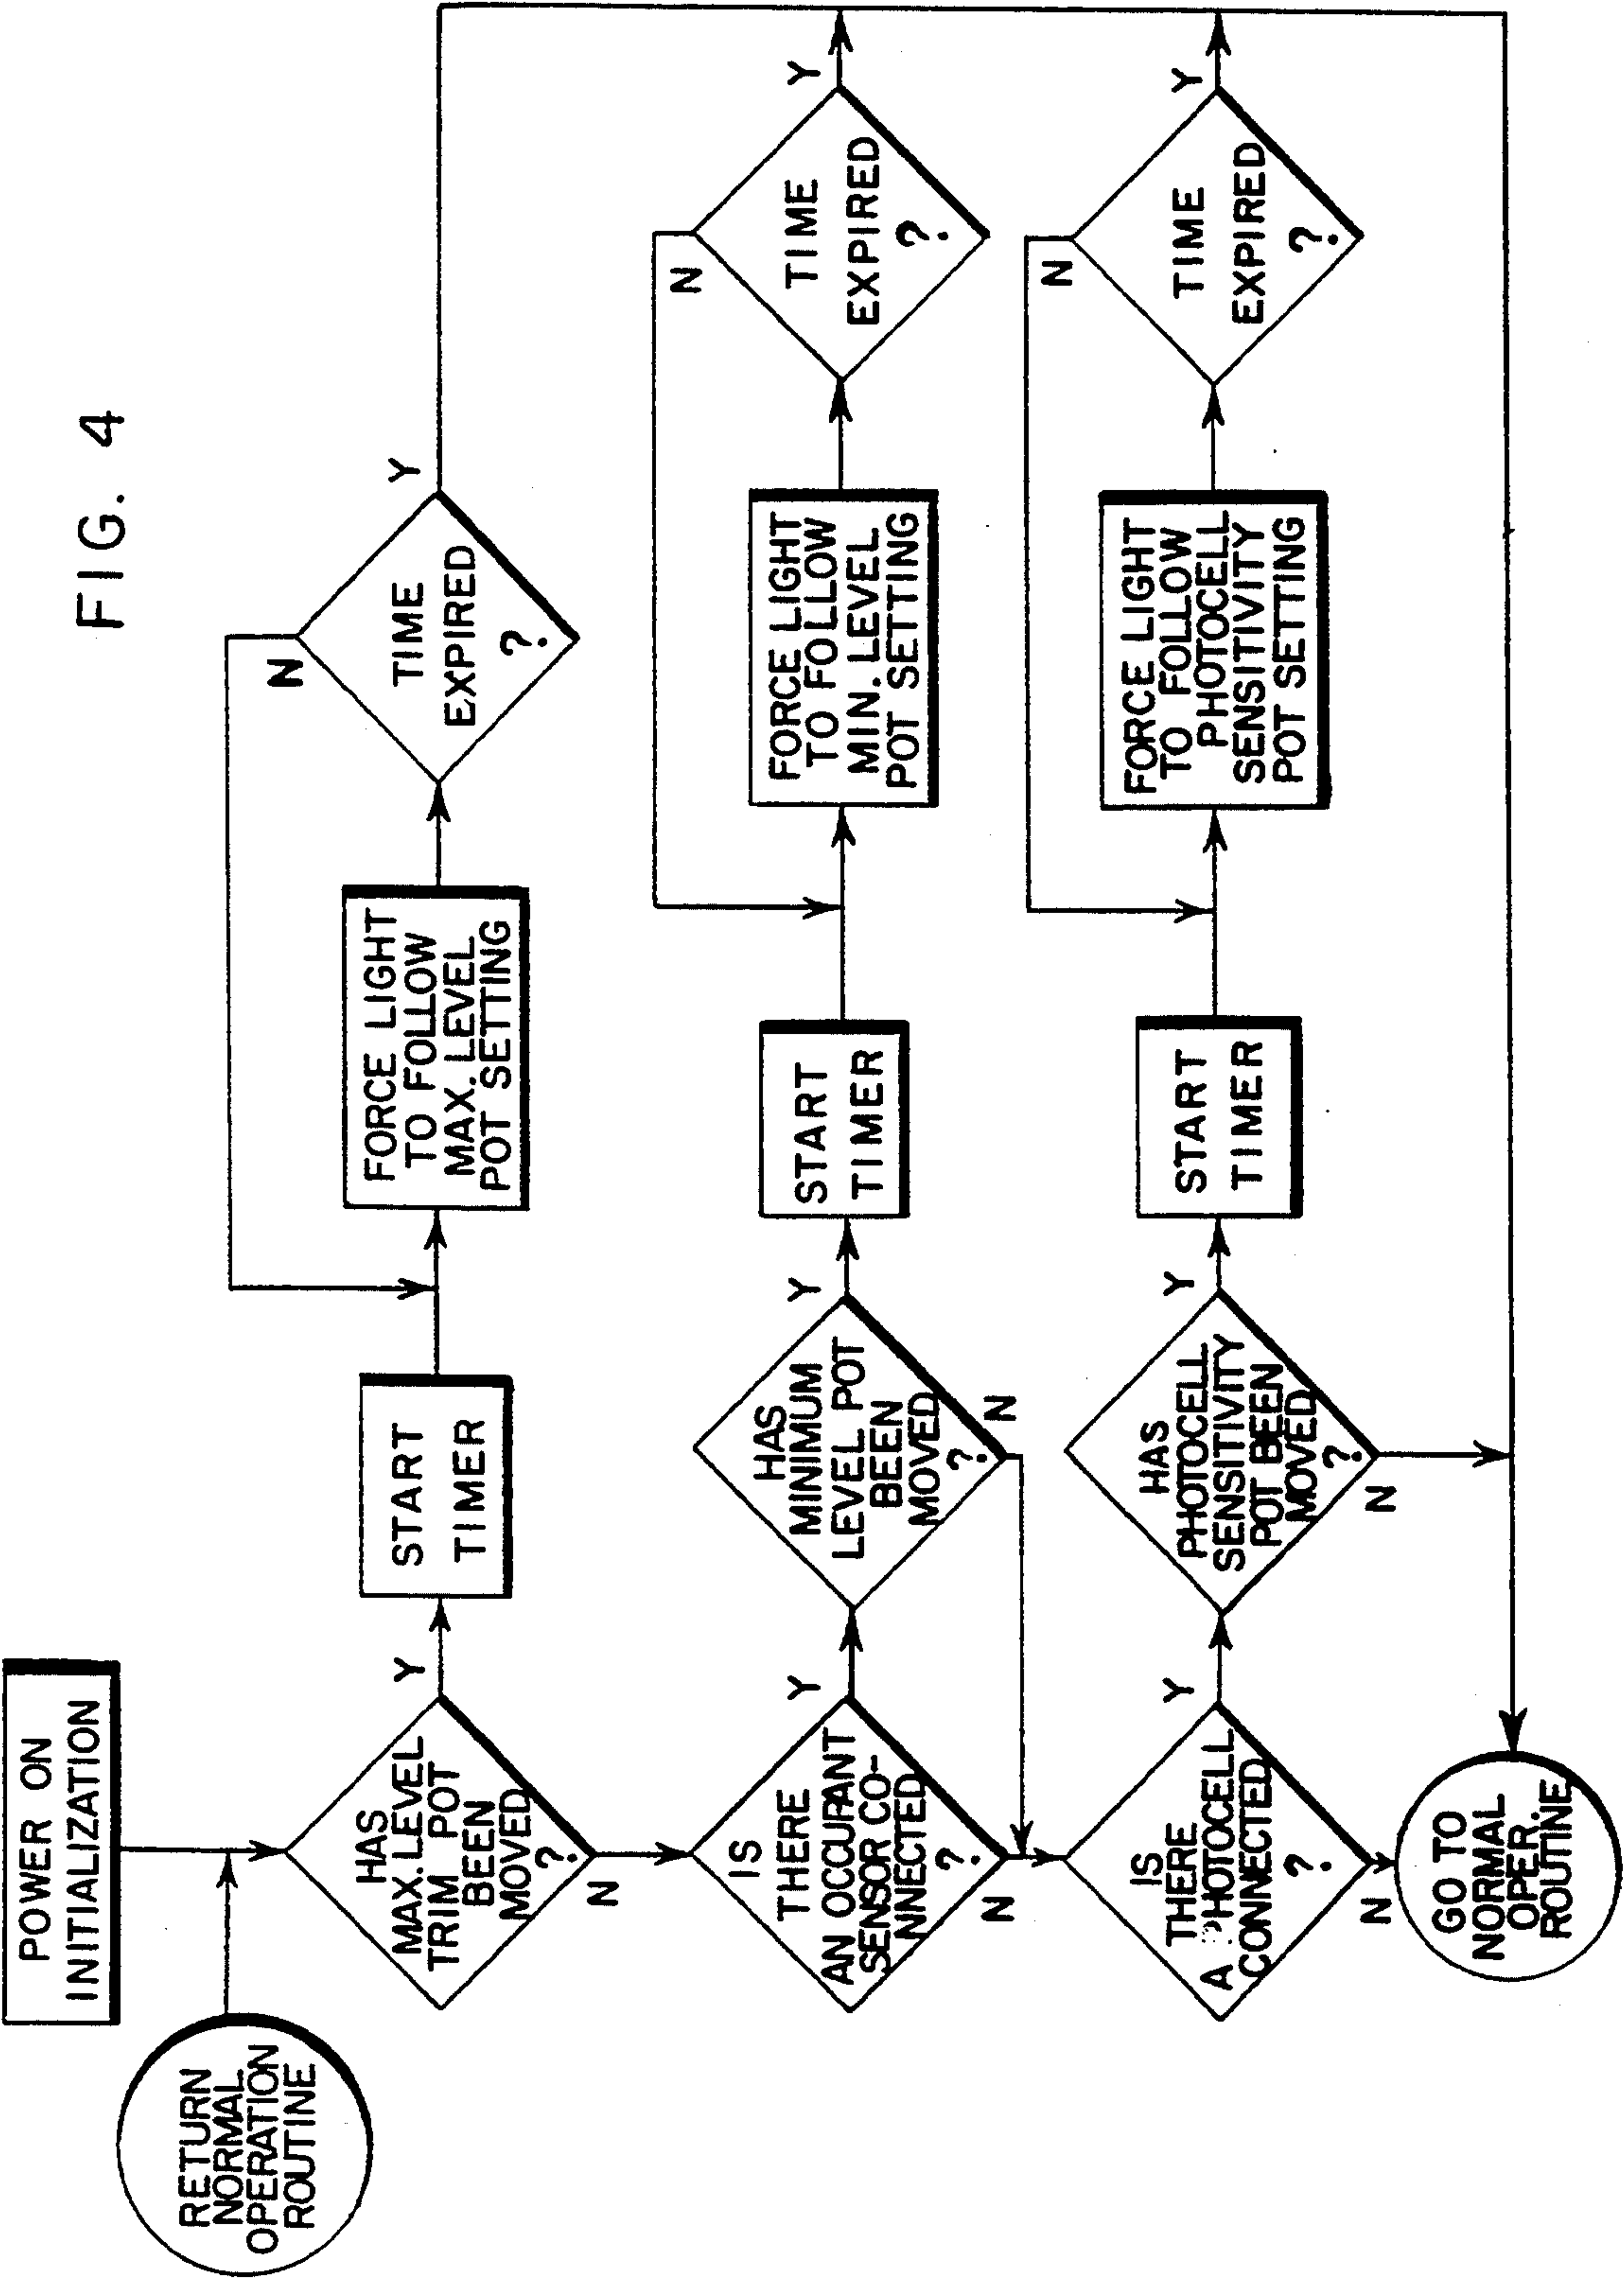 FIG. 4
POWER ON
INITIALIZATION
RETURN
NORMAL
OPERATION
ROUTINE
HAS
MAX. LEVEL
TRIM POT
BEEN
MOVED
?
Y
N
START
TIMER
FORCE LIGHT
TO FOLLOW
MAX. LEVEL
POT SETTING
TIME
EXPIRED
?
N
Y
IS
THERE
AN OCCUPANT
SENSOR CO-
NNECTED
?
Y
N
HAS
MINIMUM
LEVEL POT
BEEN
MOVED
?
Y
N
START
TIMER
FORCE LIGHT
TO FOLLOW
MIN. LEVEL
POT SETTING
TIME
EXPIRED
?
N
Y
IS
THERE
A PHOTOCELL
CONNECTED
?
Y
N
HAS
PHOTOCELL
SENSITIVITY
POT BEEN
MOVED
?
Y
N
START
TIMER
FORCE LIGHT
TO FOLLOW
PHOTOCELL
SENSITIVITY
POT SETTING
TIME
EXPIRED
?
N
Y
GO TO
NORMAL
OPER.
ROUTINE